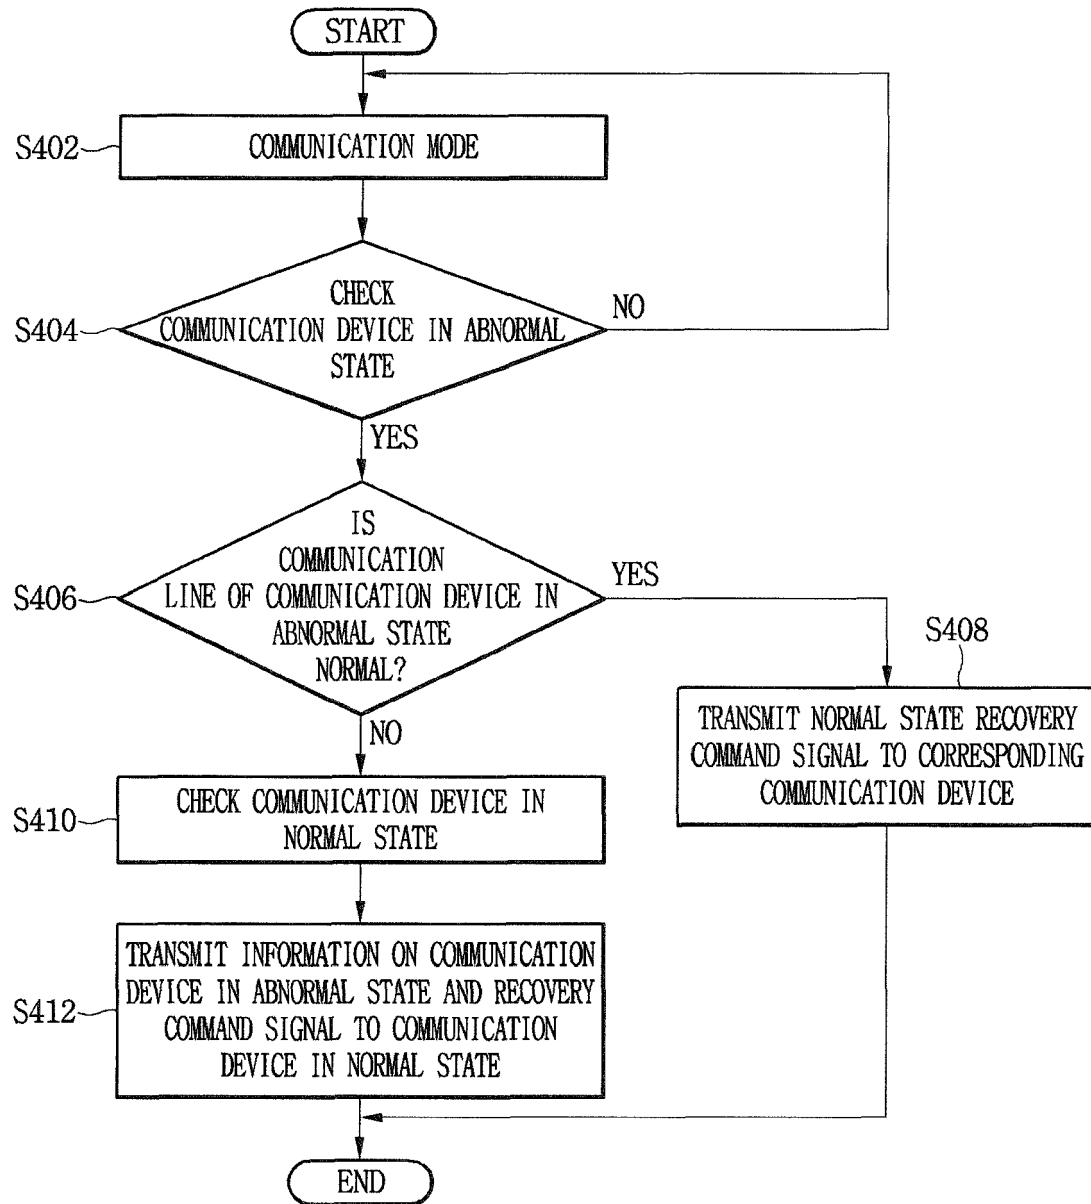 START
S402
COMMUNICATION MODE
S404
CHECK
COMMUNICATION DEVICE IN ABNORMAL
STATE
NO
YES
S406
IS
COMMUNICATION
LINE OF COMMUNICATION DEVICE IN
ABNORMAL STATE
NORMAL?
YES
NO
S408
TRANSMIT NORMAL STATE RECOVERY
COMMAND SIGNAL TO CORRESPONDING
COMMUNICATION DEVICE
S410
CHECK COMMUNICATION DEVICE IN
NORMAL STATE
S412
TRANSMIT INFORMATION ON COMMUNICATION
DEVICE IN ABNORMAL STATE AND RECOVERY
COMMAND SIGNAL TO COMMUNICATION
DEVICE IN NORMAL STATE
END